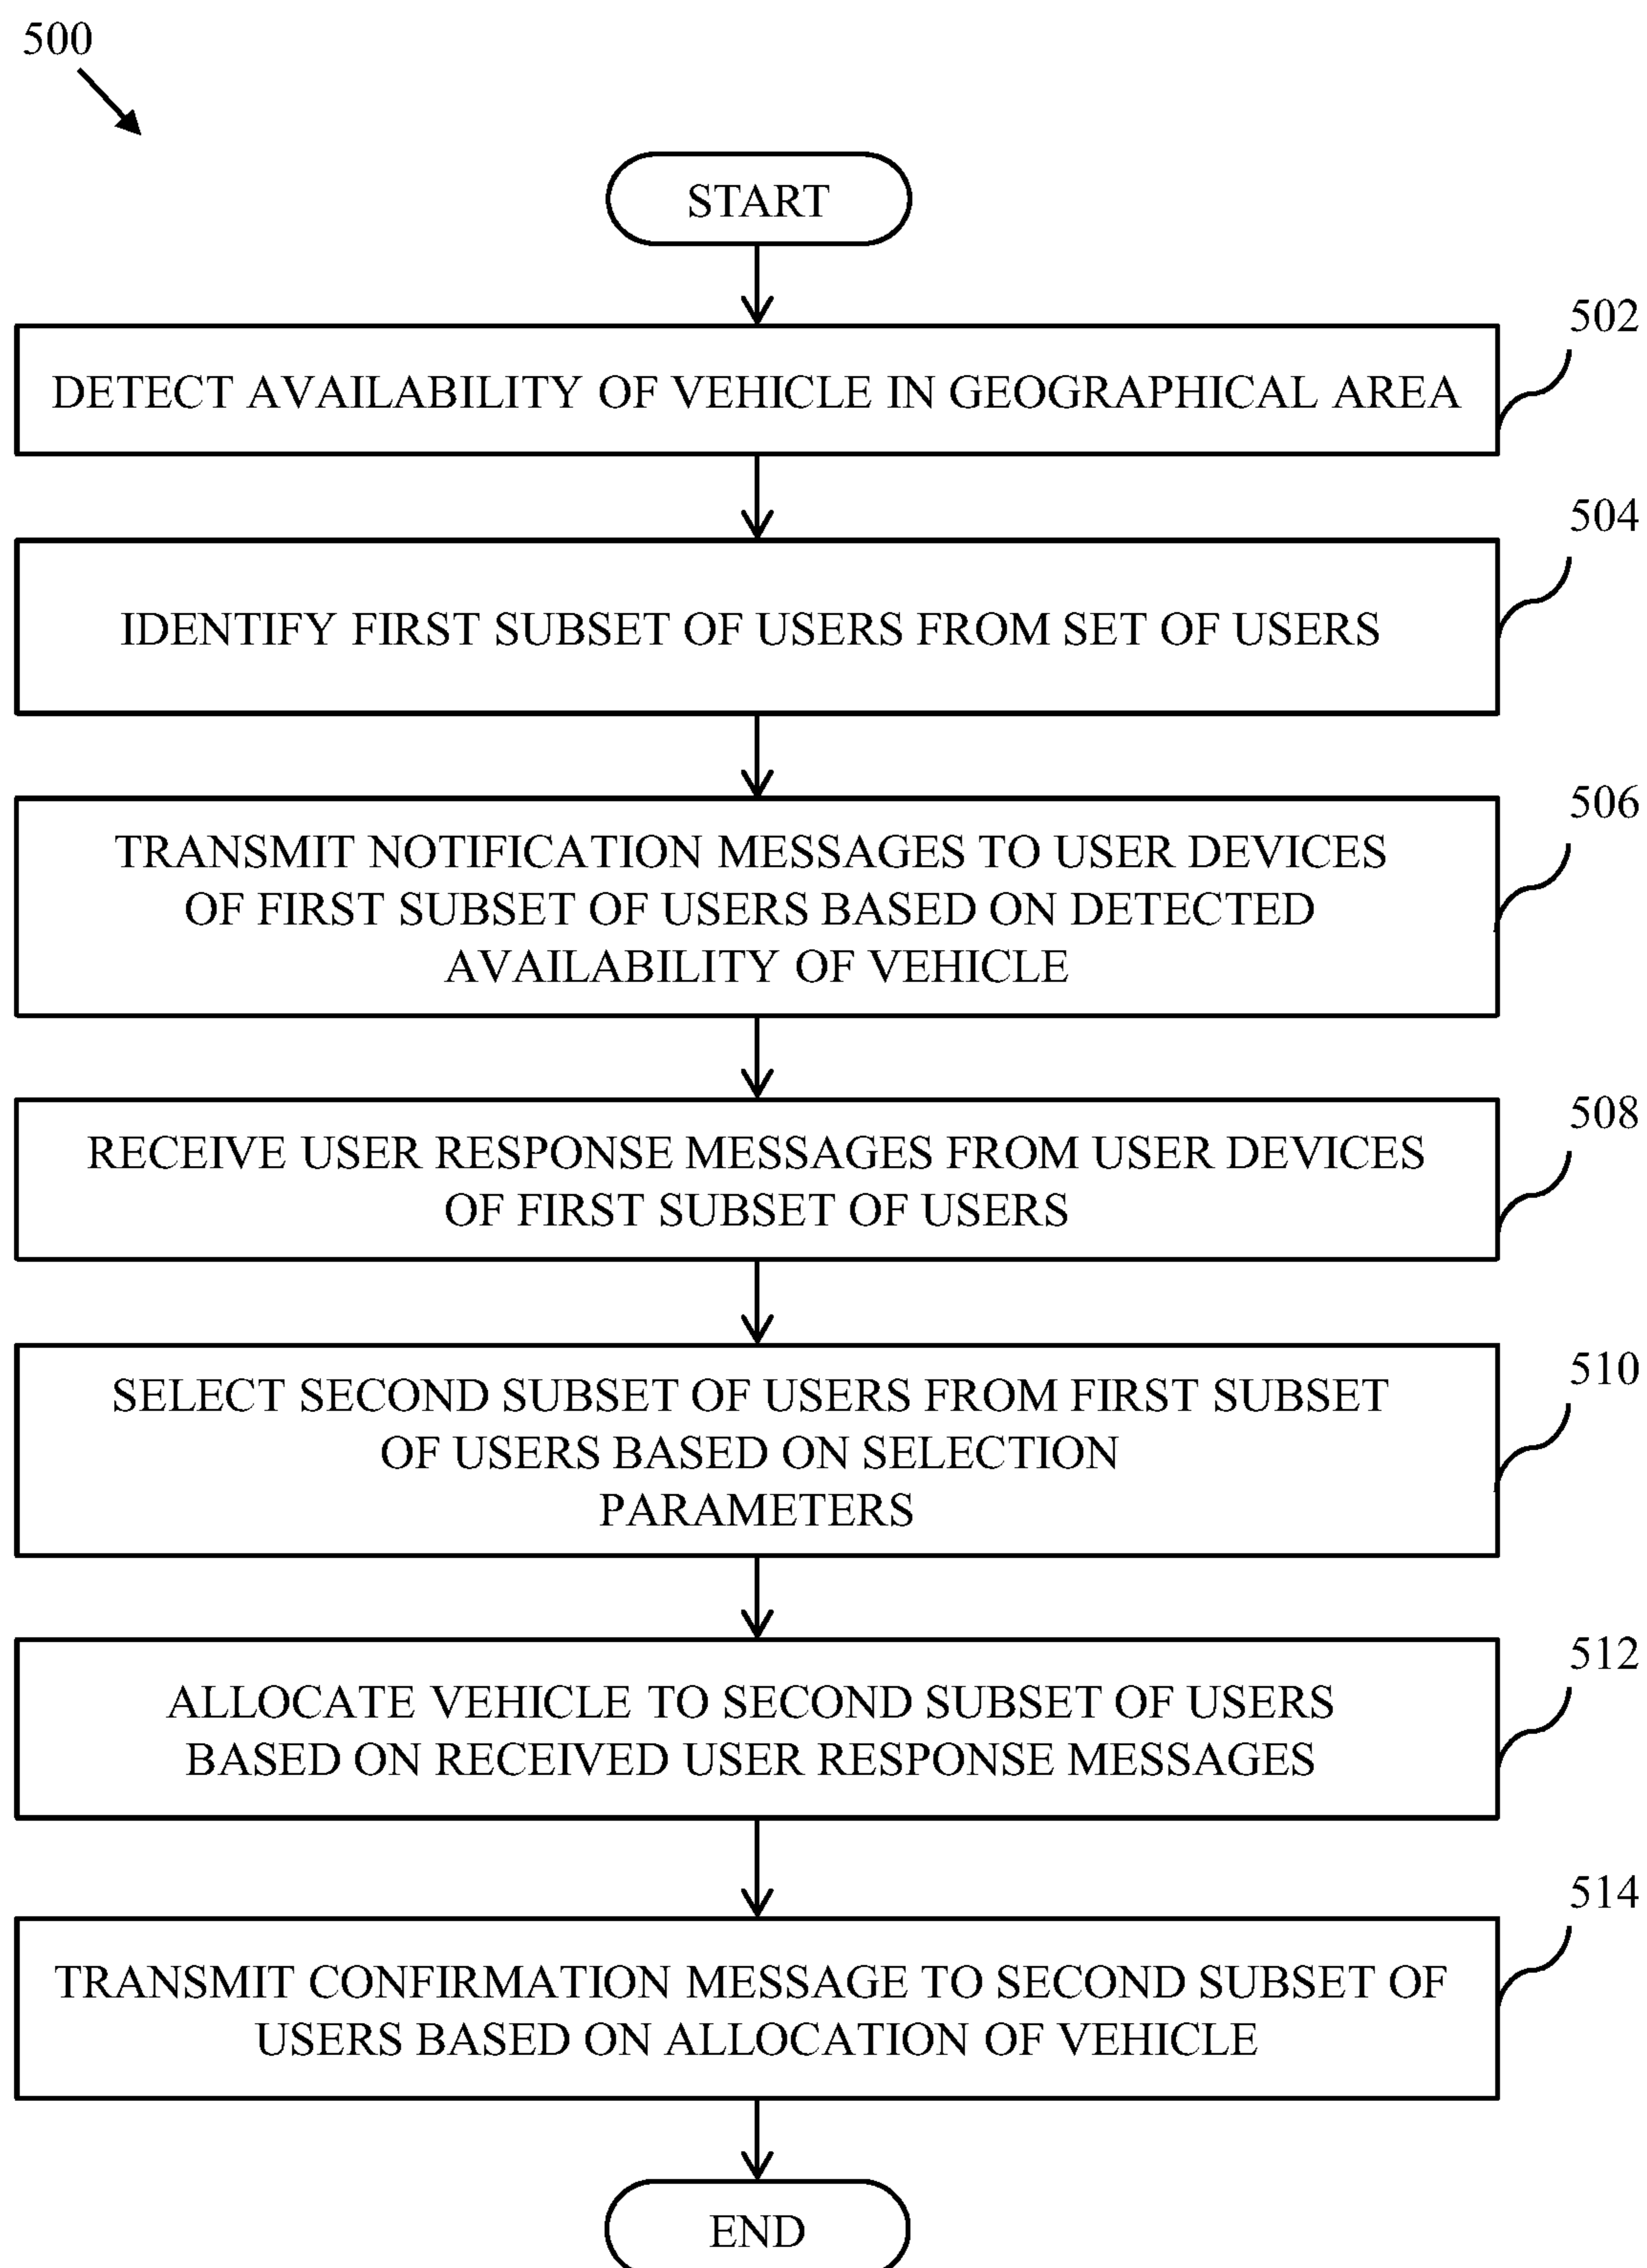 500
START
502
DETECT AVAILABILITY OF VEHICLE IN GEOGRAPHICAL AREA
504
IDENTIFY FIRST SUBSET OF USERS FROM SET OF USERS
506
TRANSMIT NOTIFICATION MESSAGES TO USER DEVICES
OF FIRST SUBSET OF USERS BASED ON DETECTED
AVAILABILITY OF VEHICLE
508
RECEIVE USER RESPONSE MESSAGES FROM USER DEVICES
OF FIRST SUBSET OF USERS
510
SELECT SECOND SUBSET OF USERS FROM FIRST SUBSET
OF USERS BASED ON SELECTION
PARAMETERS
512
ALLOCATE VEHICLE TO SECOND SUBSET OF USERS
BASED ON RECEIVED USER RESPONSE MESSAGES
514
TRANSMIT CONFIRMATION MESSAGE TO SECOND SUBSET OF
USERS BASED ON ALLOCATION OF VEHICLE
END